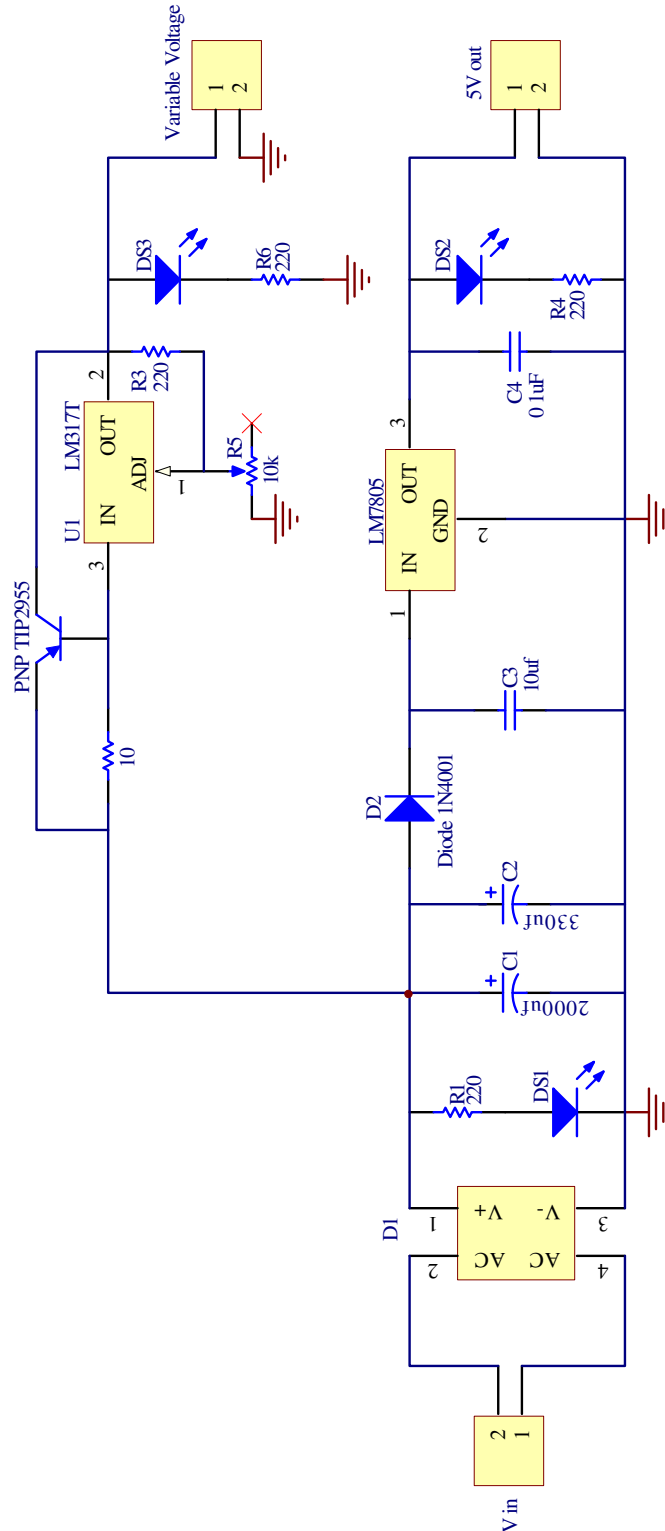 Variable Voltage
1
2
PNP TIP2955
U1
LM317T
IN
OUT
ADJ
3
2
1
10
R3
220
R5
10k
DS3
R6
220
5V out
1
2
LM7805
IN
OUT
GND
1
3
2
D2
Diode 1N4001
C3
10uf
C4
0 1uF
DS2
R4
220
C2
330uf
C1
2000uf
R1
220
DS1
D1
2
1
AC
V+
AC
V-
4
3
V in
2
1
+
+